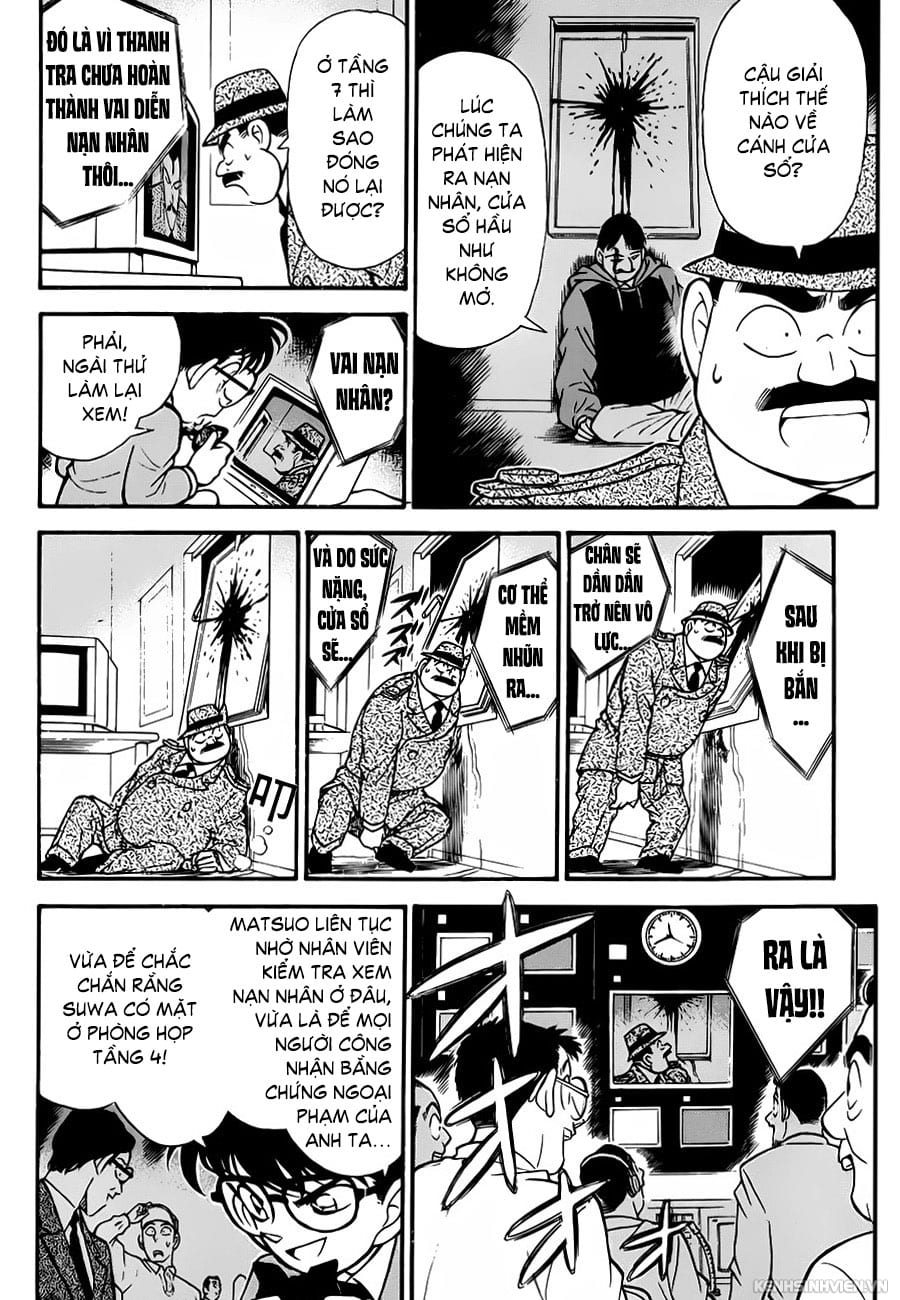 CẬU GIẢI
THÍCH THẾ
NÀO VỀ
CÁNH CỬA
SỔ?
LÚC
CHÚNG TA
PHÁT HIỆN
RA NẠN
NHÂN, CỬA
SỔ HẦU
NHƯ
KHÔNG
MỞ.
Ở TẦNG
7 THÌ
LÀM
SAO
ĐÓNG
NÓ LẠI
ĐƯỢC?
ĐÓ LÀ VÌ THANH
TRA CHƯA HOÀN
THÀNH VAI DIỄN
NẠN NHÂN
THÔI...
VAI NẠN
NHÂN?
PHẢI,
NGÀI THỬ
LÀM LẠI
XEM!
SAU
KHI BỊ
BẮN
...
CHÂN SẼ
DẦN DẦN
TRỞ NÊN VÔ
LỰC...
CƠ THỂ
MỀM
NHŨN
RA...
VÀ DO SỨC
NẶNG,
CỬA SỔ
SẼ...
ズズズ
RA LÀ
VẬY!!
オオオ
MATSUO LIÊN TỤC
NHỜ NHÂN VIÊN
KIỂM TRA XEM
NẠN NHÂN Ở ĐÂU,
VỪA LÀ ĐỂ MỌI
NGƯỜI CÔNG
NHẬN BẰNG
CHỨNG NGOẠI
PHẠM CỦA
ANH TA...
VỪA ĐỂ CHẮC
CHẮN RẰNG
SUWA CÓ MẶT
Ở PHÒNG HỌP
TẦNG 4!
KENHSINHVIEN.VN